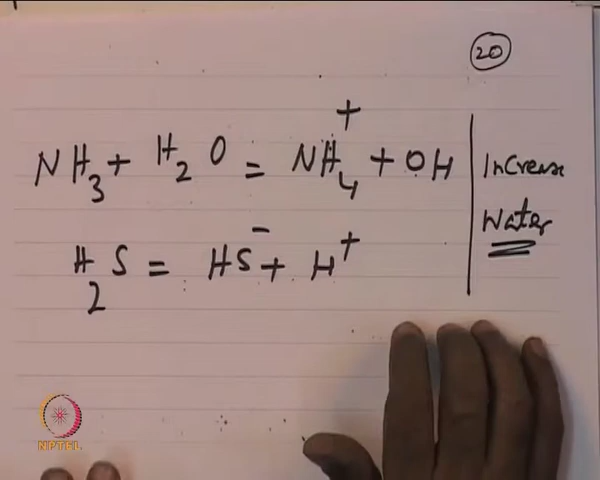 20
NH₃ + H₂O = NH₄⁺ + OH
Increase
Water
H₂S = HS⁻ + H⁺
NPTEL